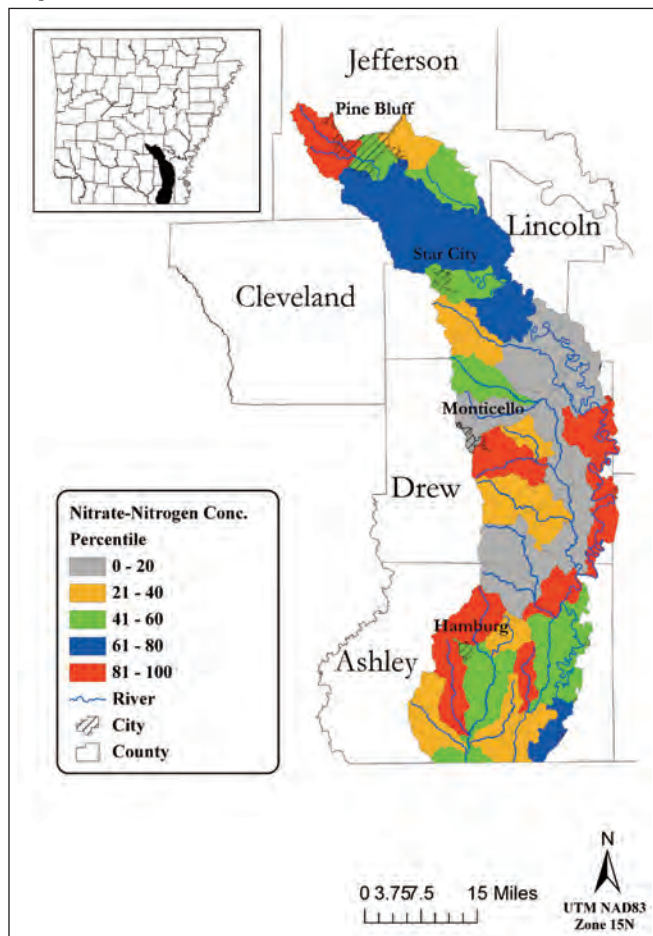 Jefferson
Pine Bluff
Lincoln
Star City
Cleveland
Monticello
Drew
Nitrate-Nitrogen Conc.
Percentile
0 - 20
21 - 40
41 - 60
61 - 80
81 - 100
River
City
County
Hamburg
Ashley
N
0 3.757.5 15 Miles
UTM NAD83
Zone 15N